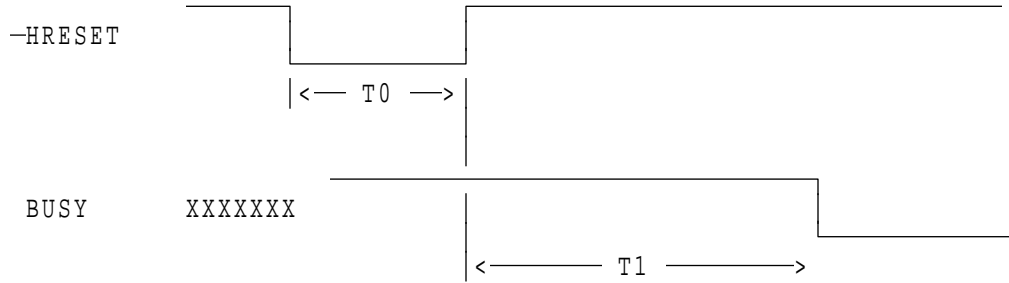 −HRESET
|<— T0 —>|
BUSY XXXXXXX
|<——— T1 ———>